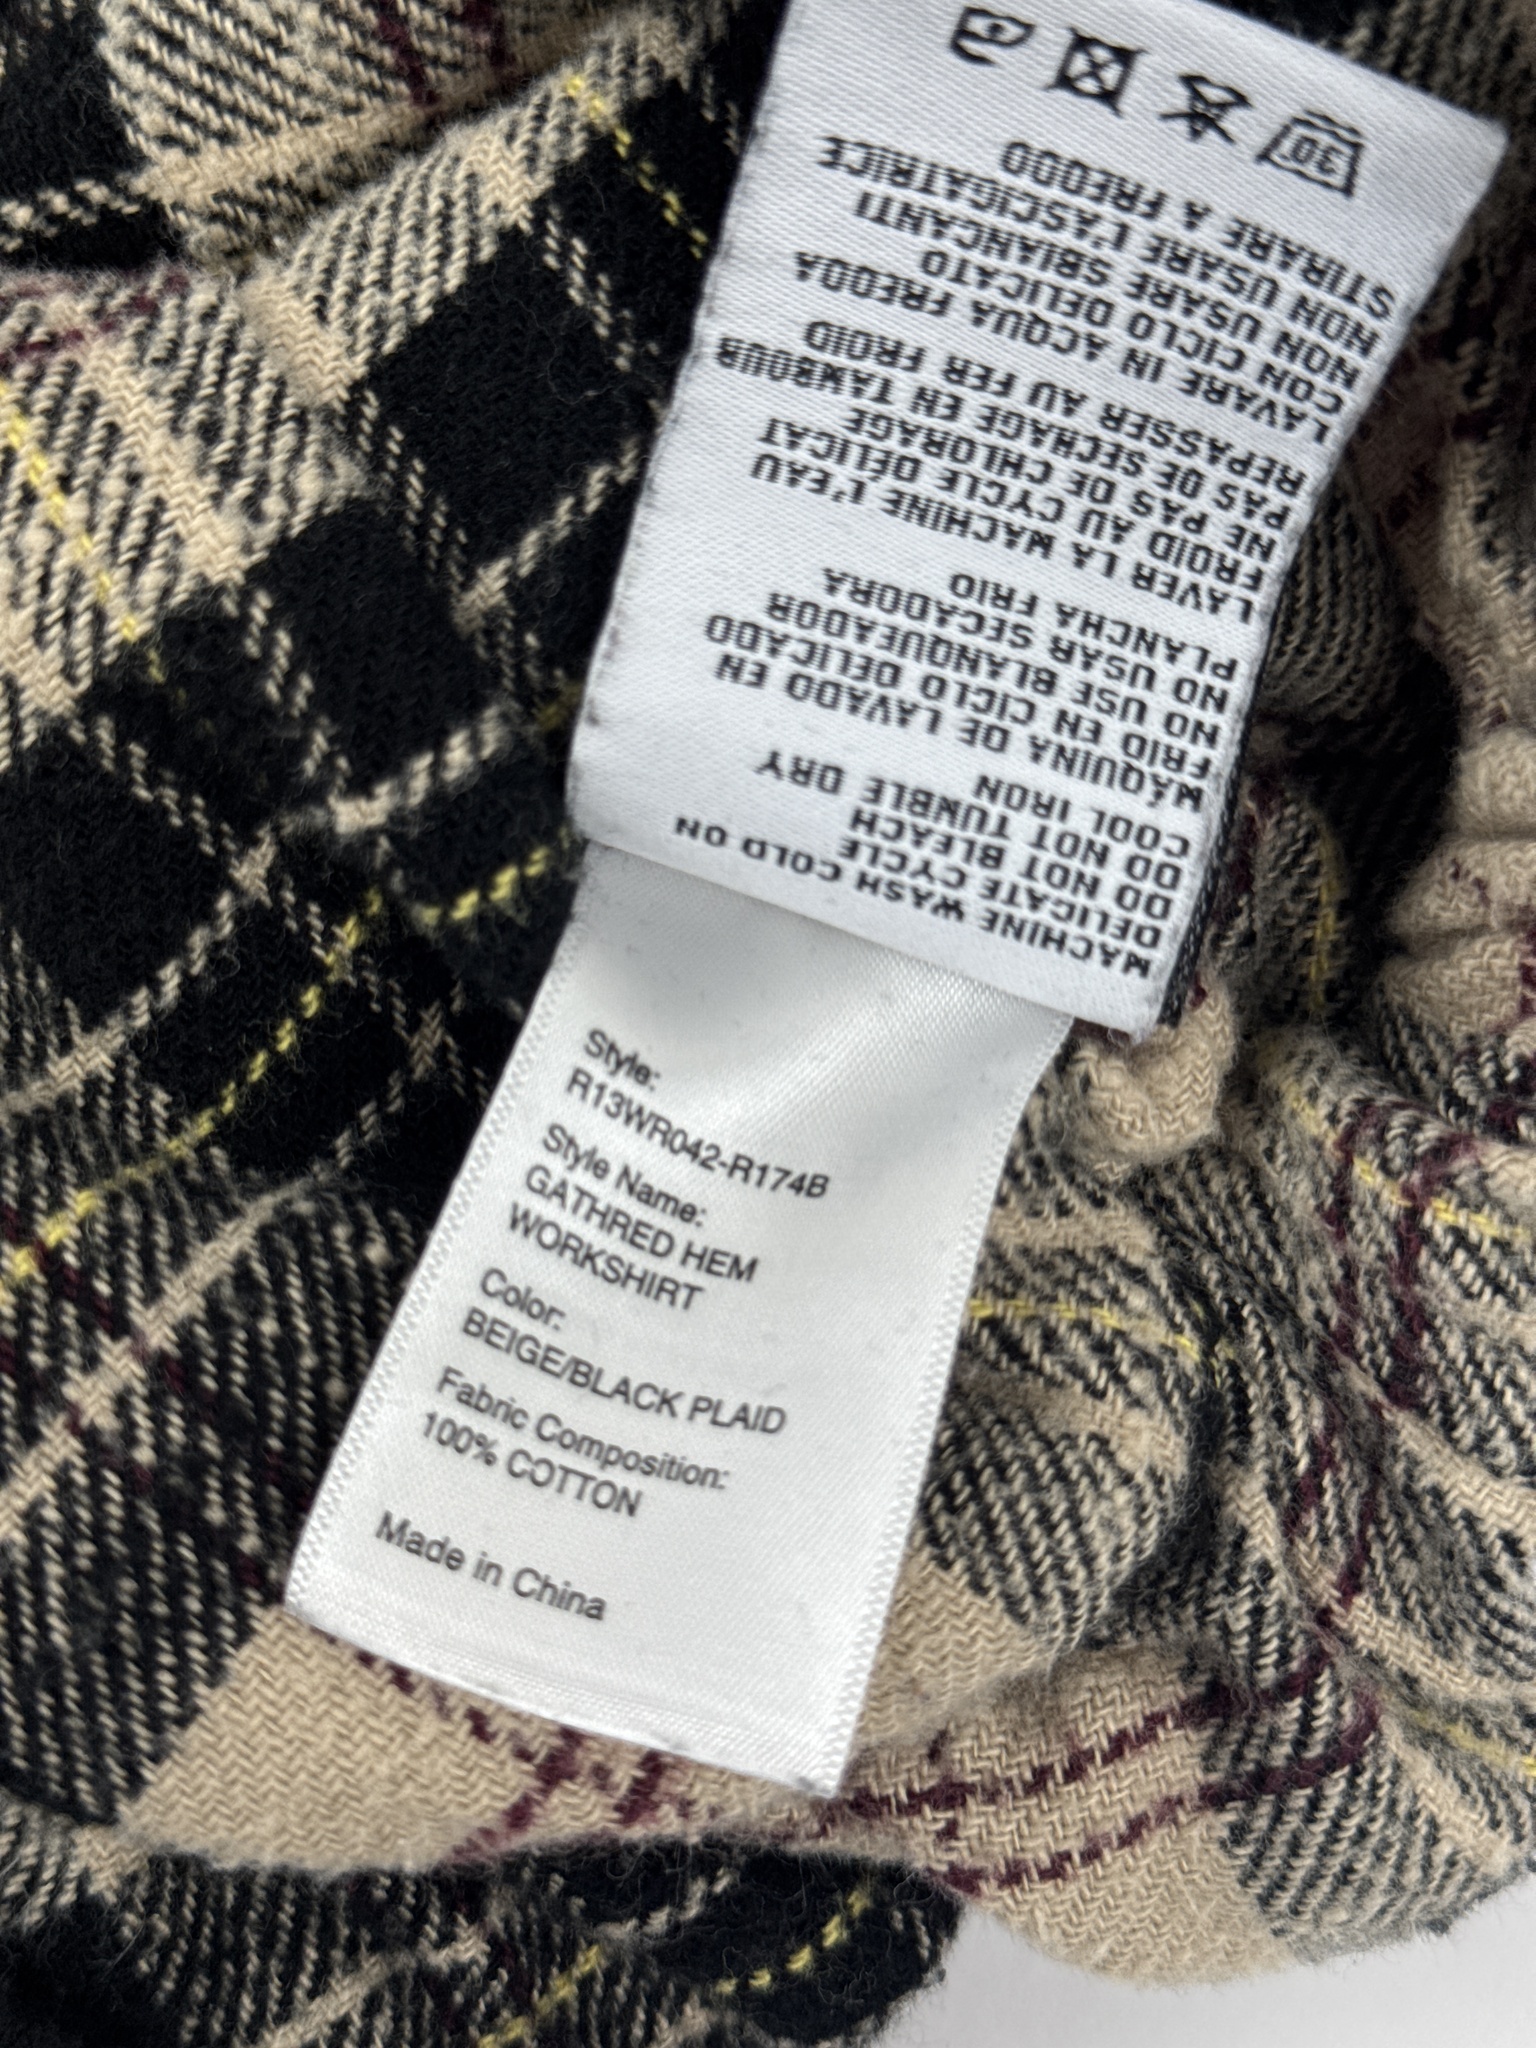 MACHINE WASH COLD ON
DELICATE CYCLE
DO NOT BLEACH
DO NOT TUMBLE DRY
COOL IRON
MÁQUINA DE LAVADO EN
FRIO EN CICLO DELICADO
NO USE BLANQUEADOR
NO USAR SECADORA
PLANCHA FRIO
LAVER LA MACHINE L'EAU
FROID AU CYCLE DÉLICAT
NE PAS DE CHLORAGE
PAS DE SECHAGE EN TAMBOUR
REPASSER AU FER FROID
LAVARE IN ACQUA FREDDA
CON CICLO DELICATO
NON USARE SBIANCANTI
NON USARE L'ASCIGATRICE
STIRARE A FREDDO
30°
Style:
R13WR042-R174B
Style Name:
GATHRED HEM
WORKSHIRT
Color:
BEIGE/BLACK PLAID
Fabric Composition:
100% COTTON
Made in China